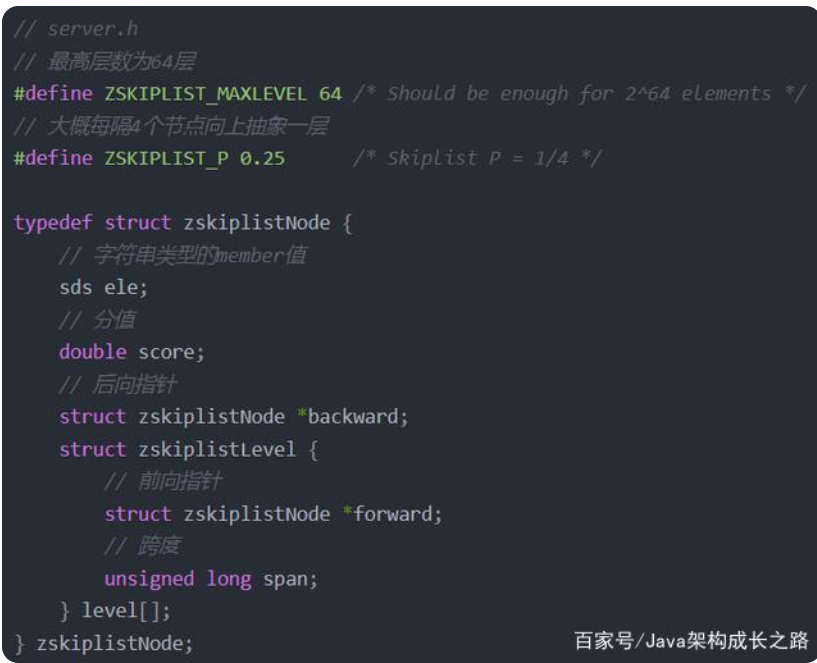 // server.h
// 最高层数为64层
#define ZSKIPLIST_MAXLEVEL 64 /* Should be enough for 2^64 elements */
// 大概每隔4个节点向上抽象一层
#define ZSKIPLIST_P 0.25      /* Skiplist P = 1/4 */

typedef struct zskiplistNode {
    // 字符串类型的member值
    sds ele;
    // 分值
    double score;
    // 后向指针
    struct zskiplistNode *backward;
    struct zskiplistLevel {
        // 前向指针
        struct zskiplistNode *forward;
        // 跨度
        unsigned long span;
    } level[];
} zskiplistNode;
百家号/Java架构成长之路